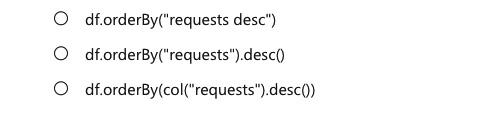 df.orderBy("requests desc")
df.orderBy("requests").desc()
df.orderBy(col("requests").desc())